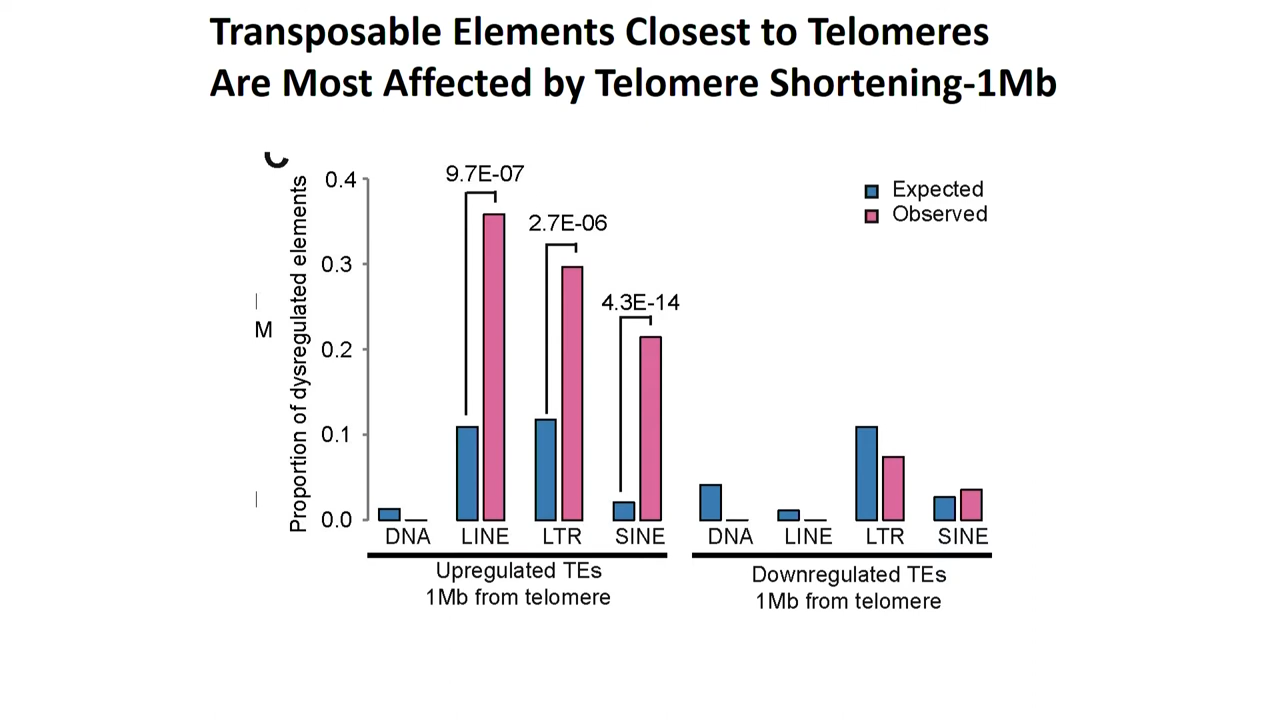 Transposable Elements Closest to Telomeres
Are Most Affected by Telomere Shortening-1Mb
M
Proportion of dysregulated elements
0.4
0.3
0.2
0.1
0.0
9.7E-07
2.7E-06
4.3E-14
Expected
Observed
DNA LINE LTR SINE DNA LINE LTR SINE
Upregulated TEs
1Mb from telomere
Downregulated TEs
1Mb from telomere